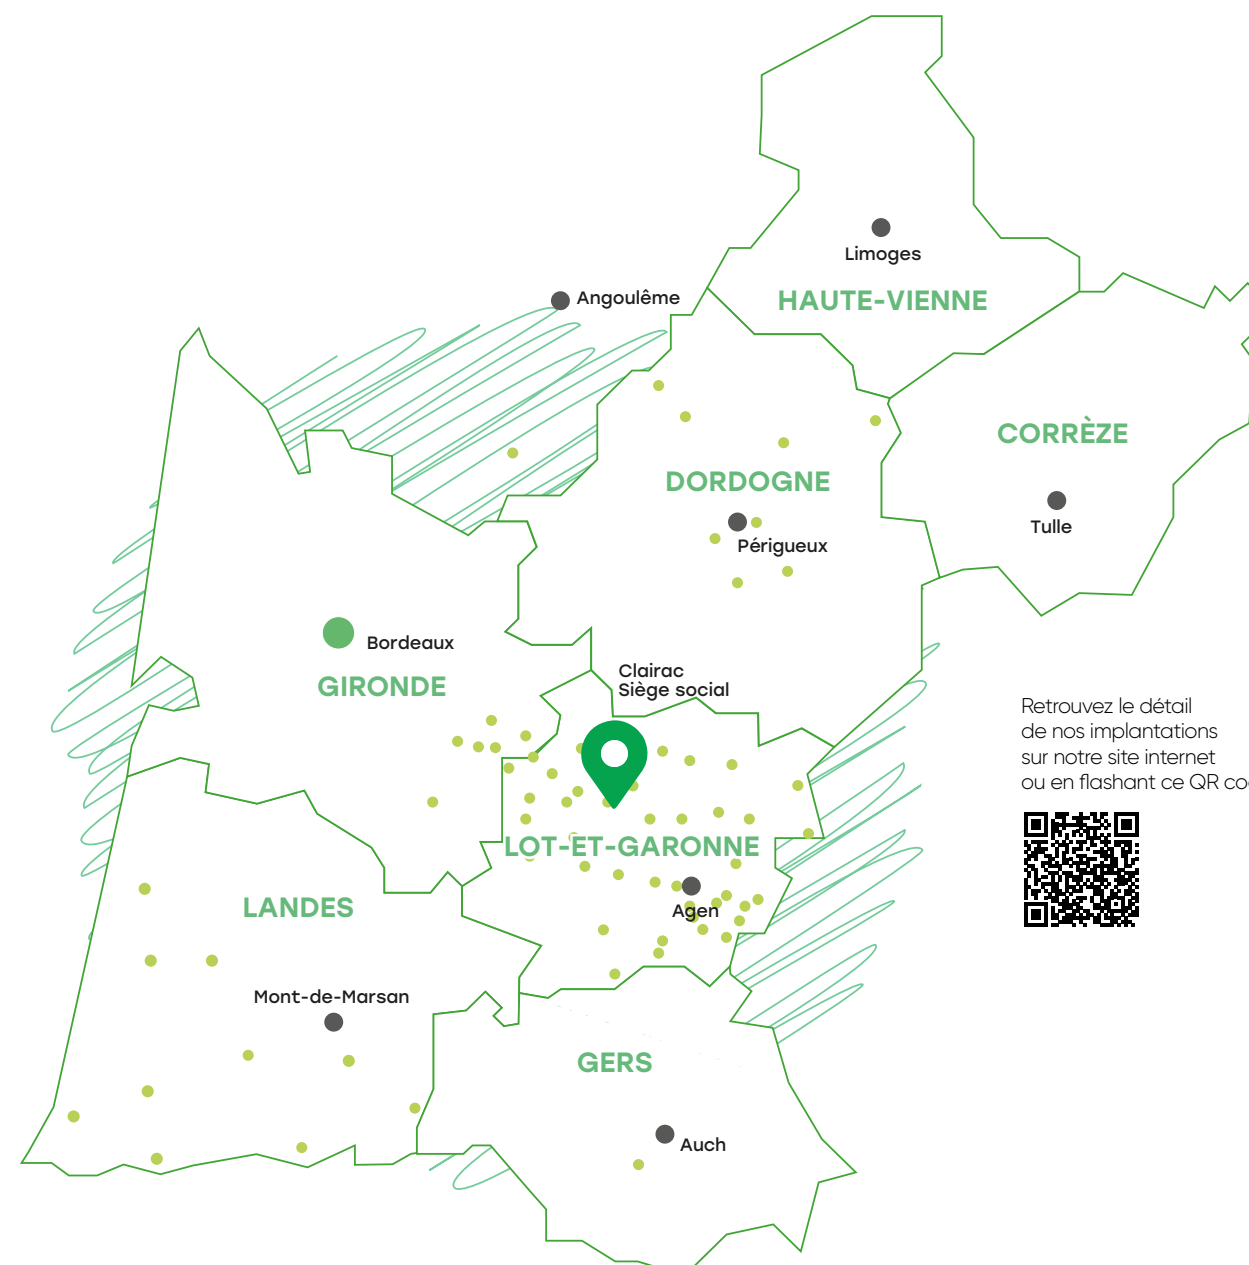 Limoges
HAUTE-VIENNE
Angoulême
CORRÈZE
DORDOGNE
Tulle
Périgueux
Bordeaux
GIRONDE
Clairac
Siège social
Retrouvez le détail
de nos implantations
sur notre site internet
ou en flashant ce QR co
LOT-ET-GARONNE
LANDES
Agen
Mont-de-Marsan
GERS
Auch